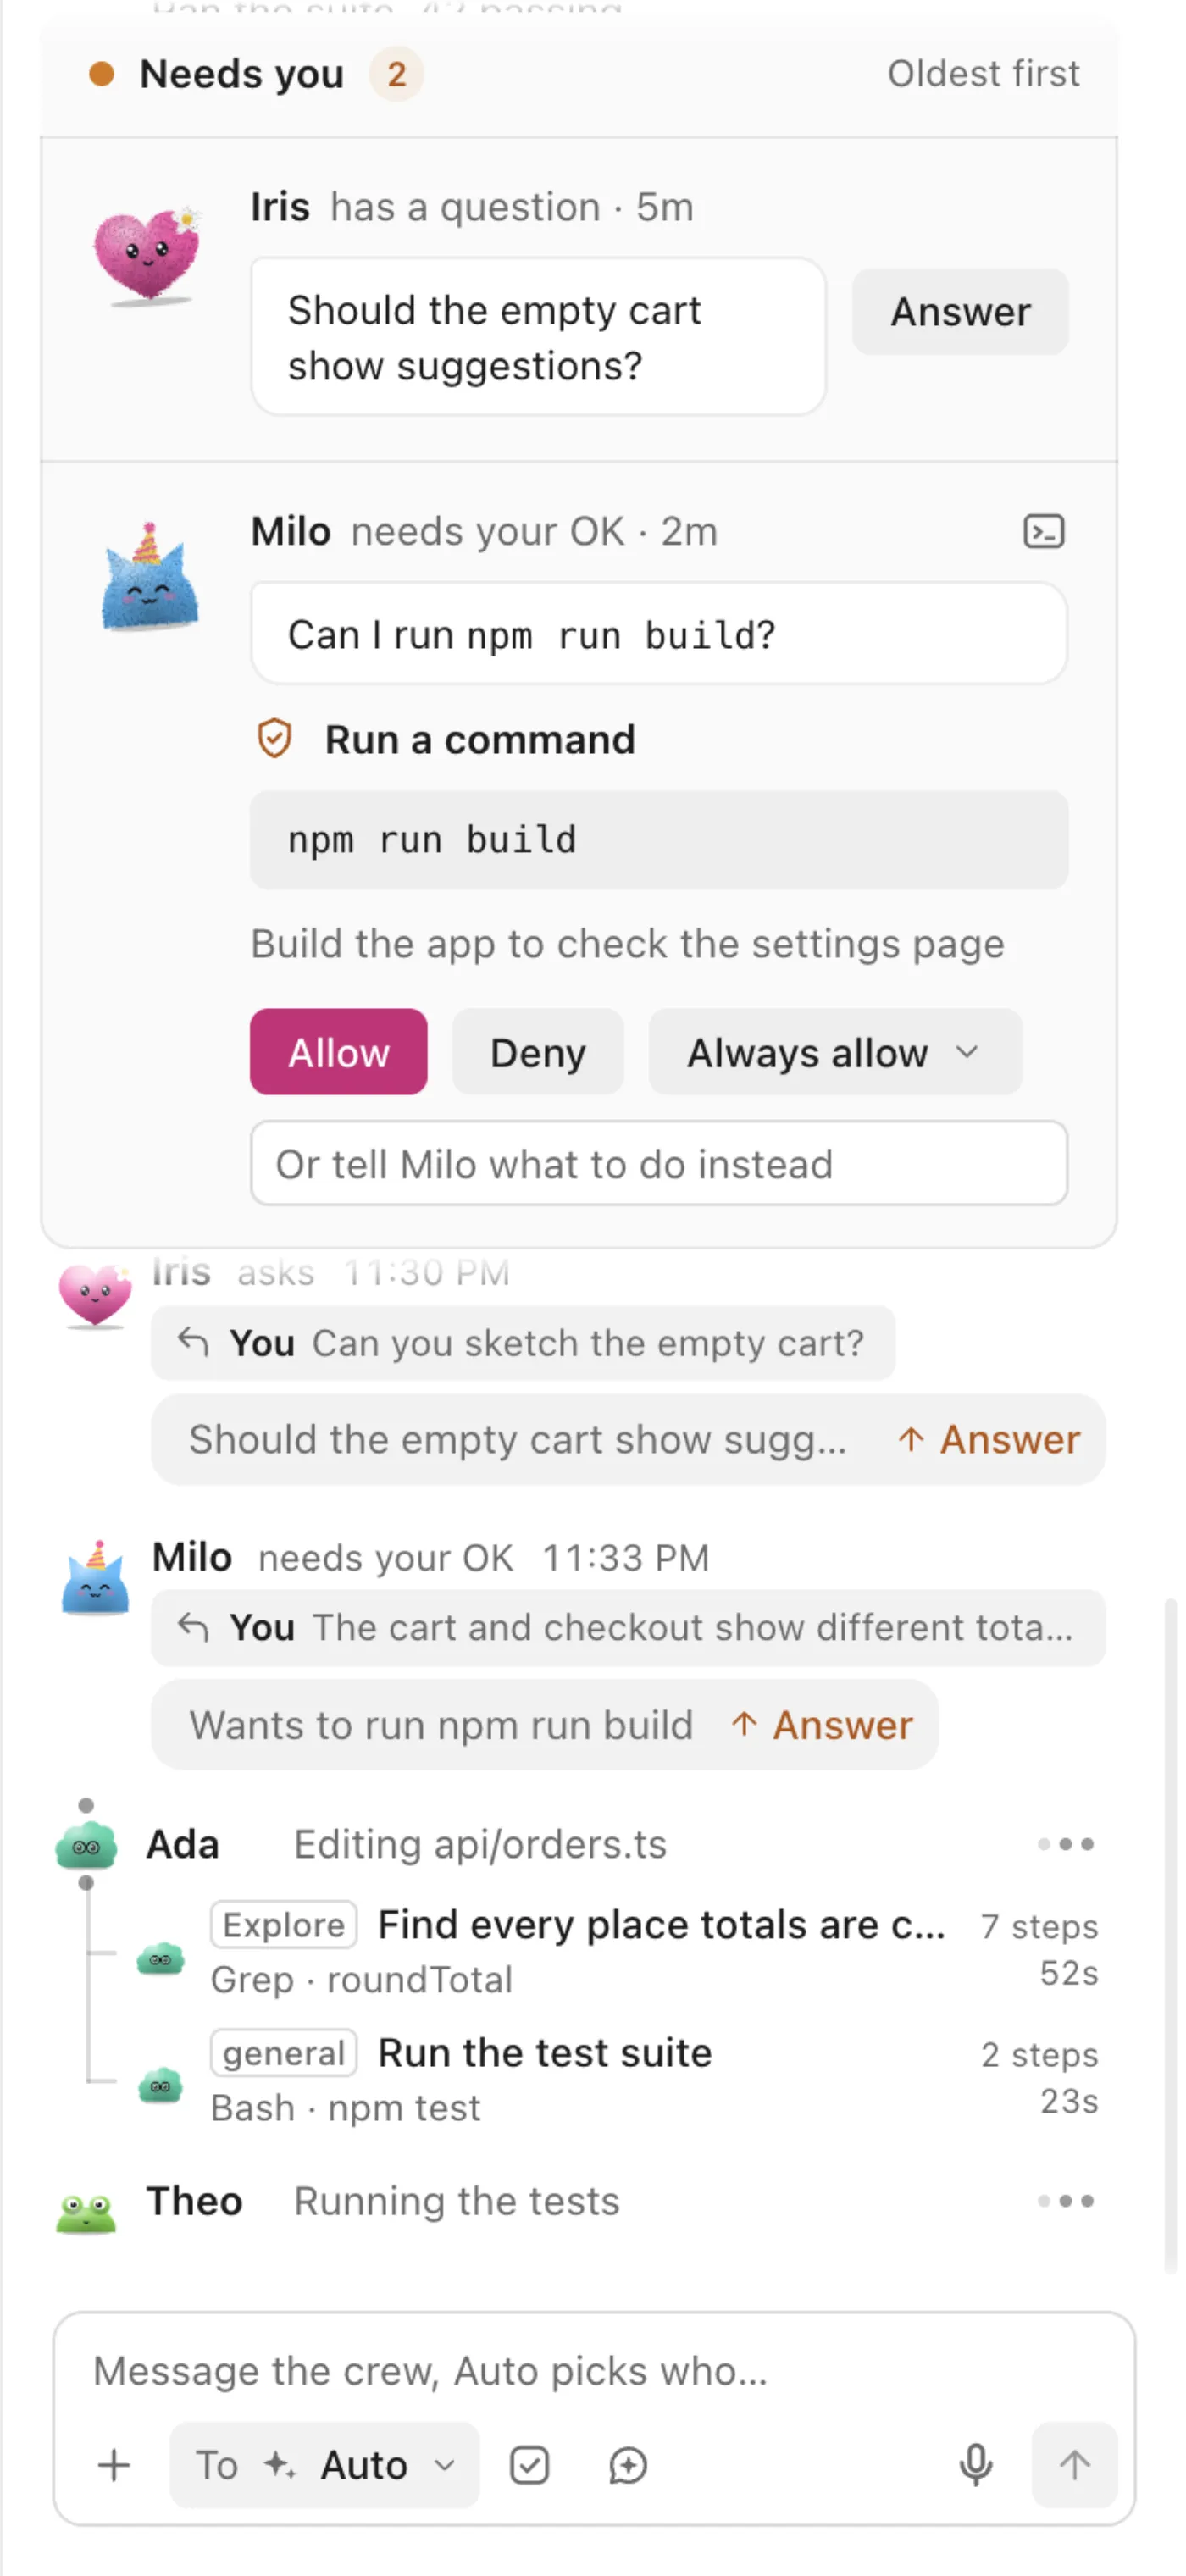 Ran the suite, 42 passing
Needs you 2 Oldest first
Iris has a question · 5m
Should the empty cart
show suggestions?
Answer
Milo needs your OK · 2m
Can I run npm run build?
Run a command
npm run build
Build the app to check the settings page
Allow Deny Always allow
Or tell Milo what to do instead
Iris asks 11:30 PM
You Can you sketch the empty cart?
Should the empty cart show sugg... ↑ Answer
Milo needs your OK 11:33 PM
You The cart and checkout show different tota...
Wants to run npm run build ↑ Answer
Ada Editing api/orders.ts
Explore Find every place totals are c... 7 steps
Grep · roundTotal 52s
general Run the test suite 2 steps
Bash · npm test 23s
Theo Running the tests
Message the crew, Auto picks who...
To Auto